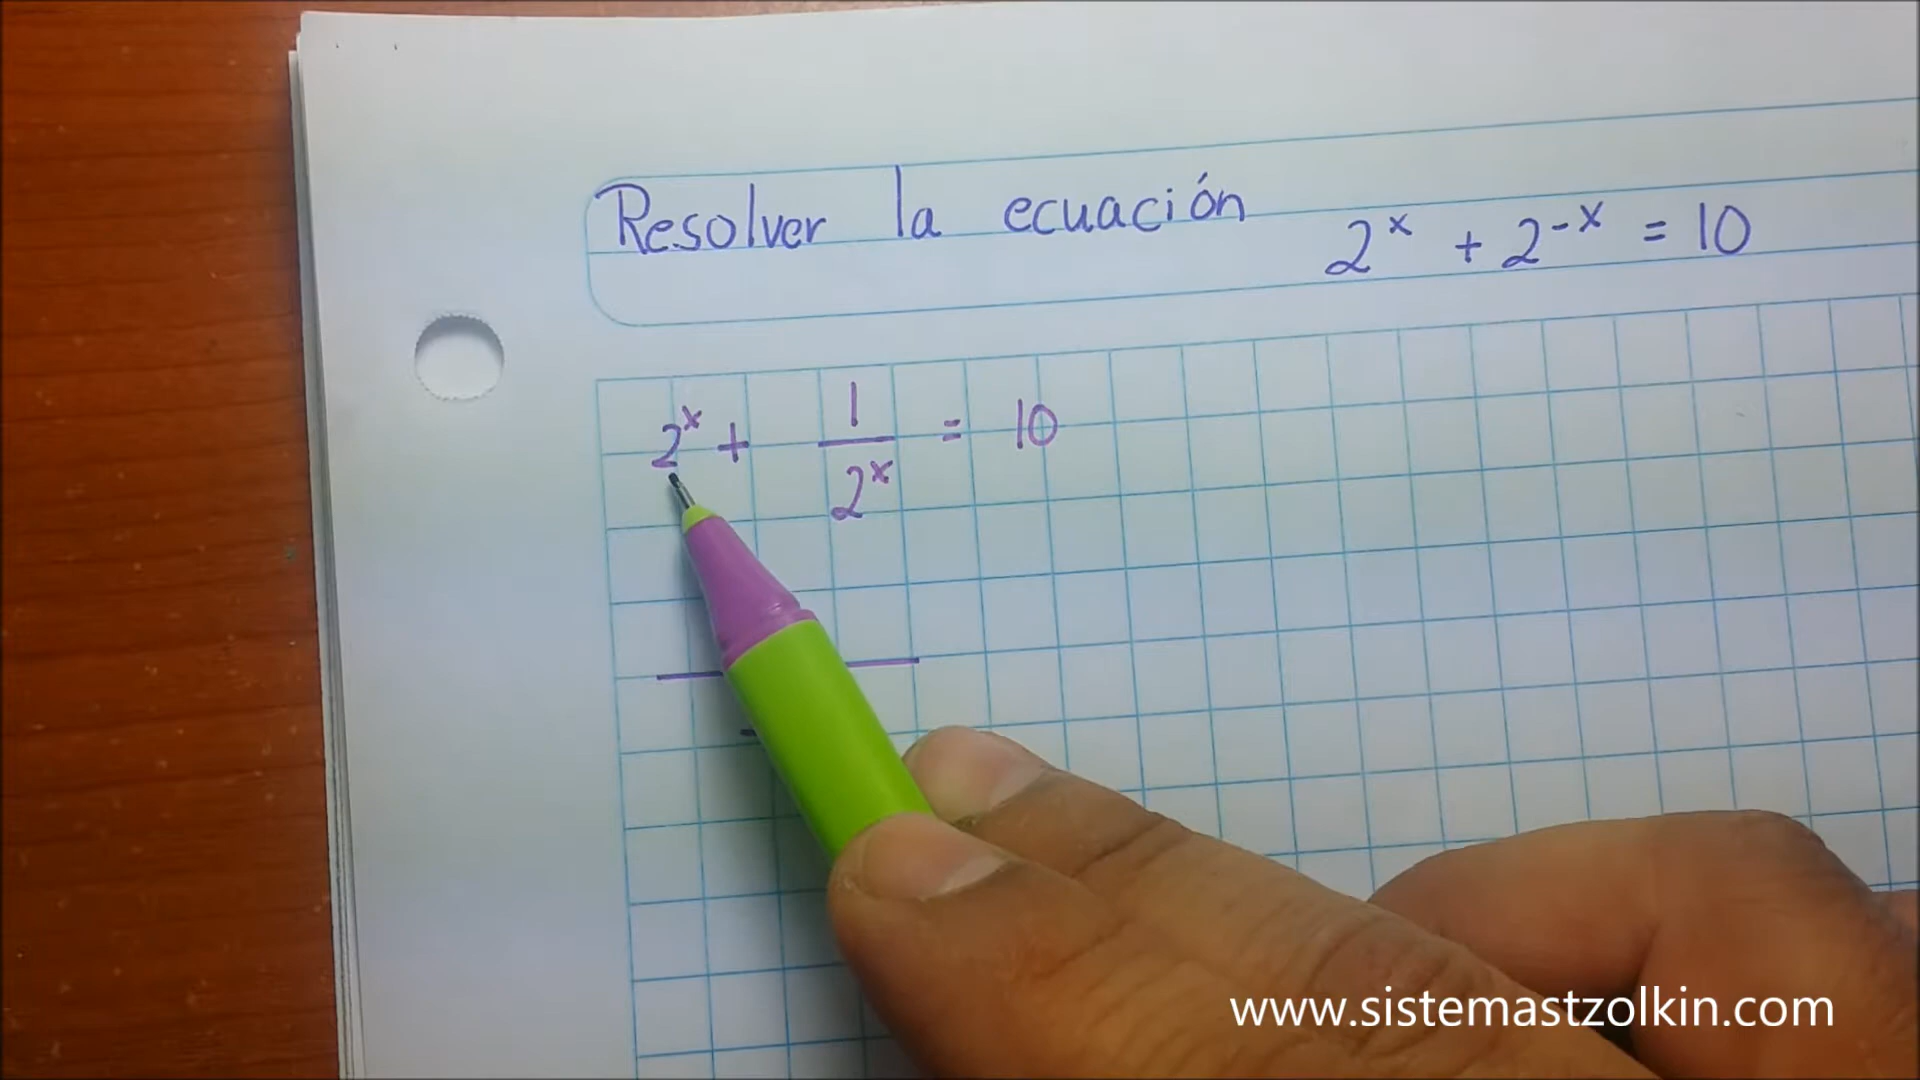 Resolver la ecuación 2^x + 2^-x = 10
2^x + 1/2^x = 10
www.sistemastzolkin.com